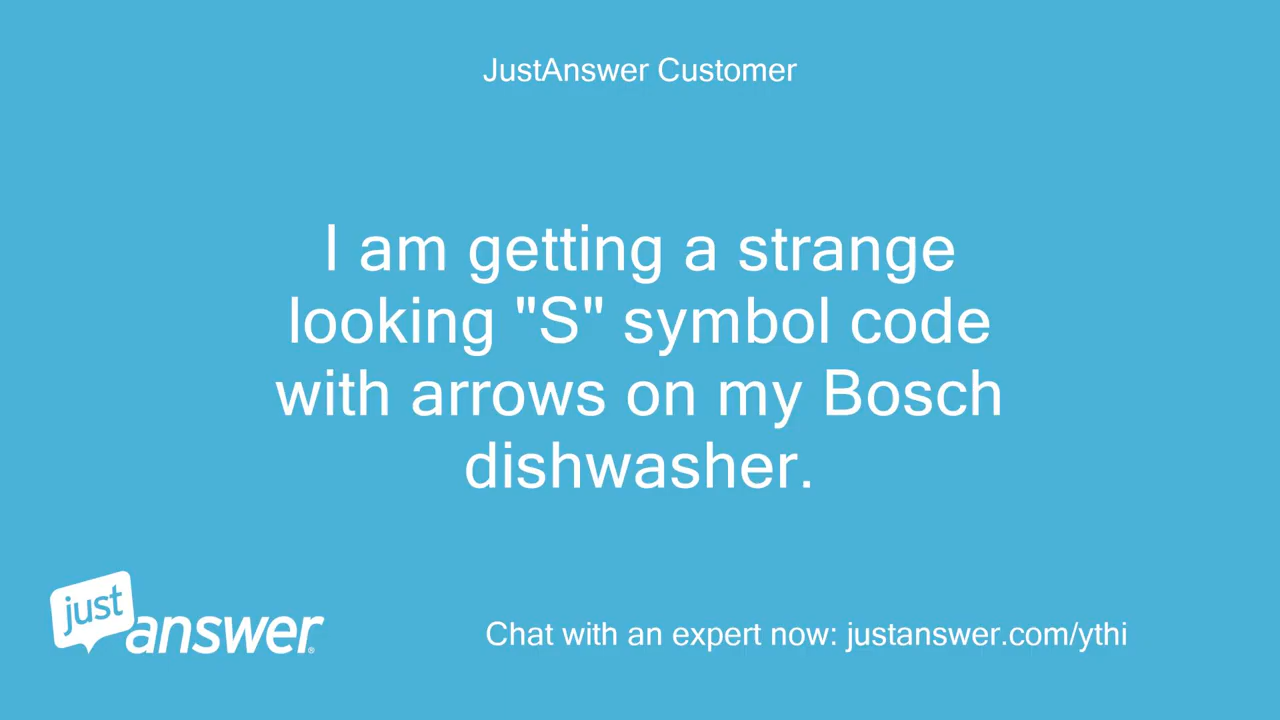 JustAnswer Customer
I am getting a strange
looking "S" symbol code
with arrows on my Bosch
dishwasher.
just
answer®
Chat with an expert now: justanswer.com/ythi